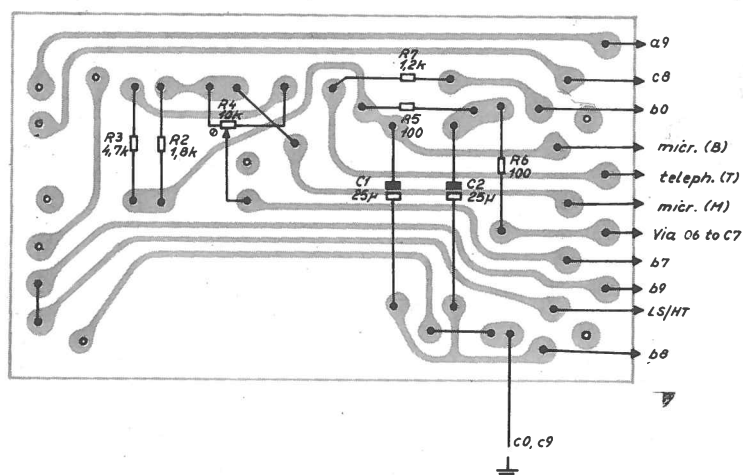 a9
R7
1,2k
c8
b0
R4
10k
R5
100
R3
4,7k
R2
1,8k
micr. (B)
R6
100
teleph. (T)
C1
25µ
C2
25µ
micr. (M)
Via 06 to C7
b7
b9
LS/HT
b8
C0, c9